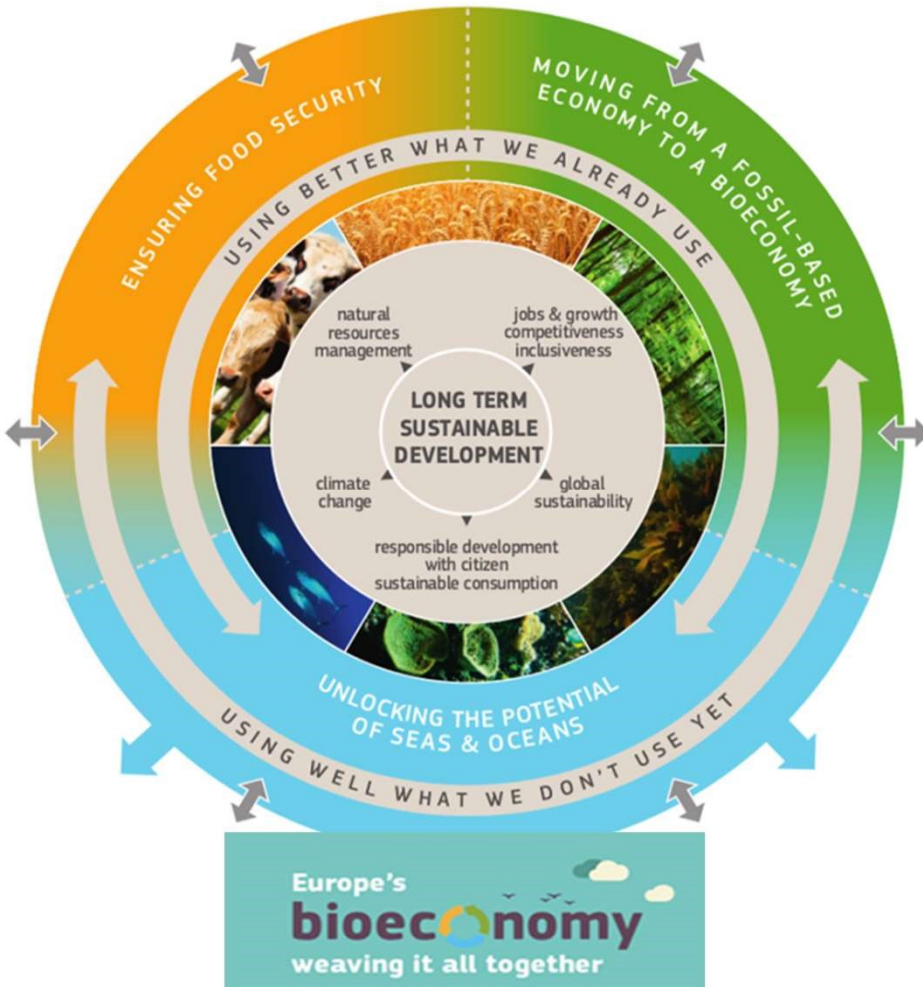 ENSURING FOOD SECURITY
MOVING FROM A FOSSIL-BASED
ECONOMY TO A BIOECONOMY
USING BETTER WHAT WE ALREADY USE
natural
resources
management
jobs & growth
competitiveness
inclusiveness
LONG TERM
SUSTAINABLE
DEVELOPMENT
climate
change
global
sustainability
responsible development
with citizen
sustainable consumption
UNLOCKING THE POTENTIAL
OF SEAS & OCEANS
USING WELL WHAT WE DON'T USE YET
Europe's
bioeconomy
weaving it all together